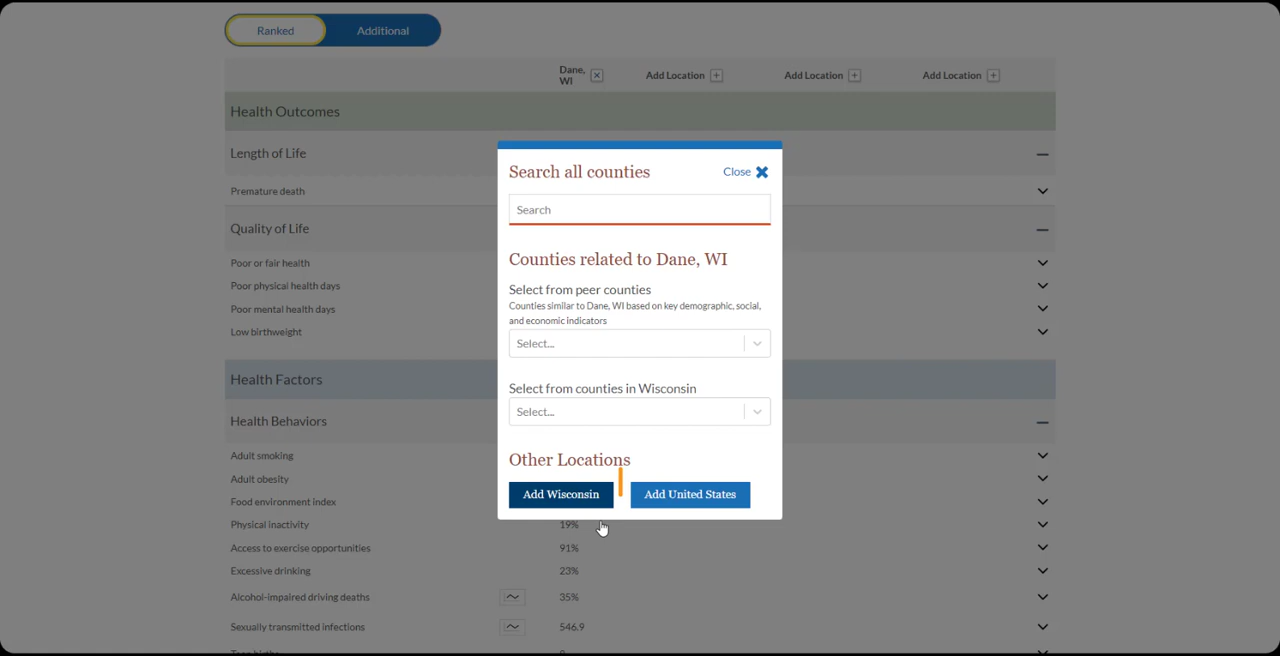 Ranked
Additional
Dane,
WI
Add Location
Add Location
Add Location
Health Outcomes
Length of Life
Premature death
Quality of Life
Poor or fair health
Poor physical health days
Poor mental health days
Low birthweight
Health Factors
Health Behaviors
Adult smoking
Adult obesity
Food environment index
Physical inactivity 19%
Access to exercise opportunities 91%
Excessive drinking 23%
Alcohol-impaired driving deaths 35%
Sexually transmitted infections 546.9
Search all counties
Close
Search
Counties related to Dane, WI
Select from peer counties
Counties similar to Dane, WI based on key demographic, social,
and economic indicators
Select...
Select from counties in Wisconsin
Select...
Other Locations
Add Wisconsin
Add United States